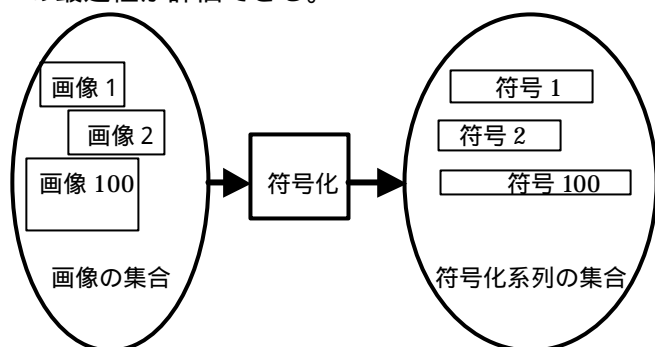 画像 1
画像 2
画像 100
画像の集合
符号化
符号 1
符号 2
符号 100
符号化系列の集合